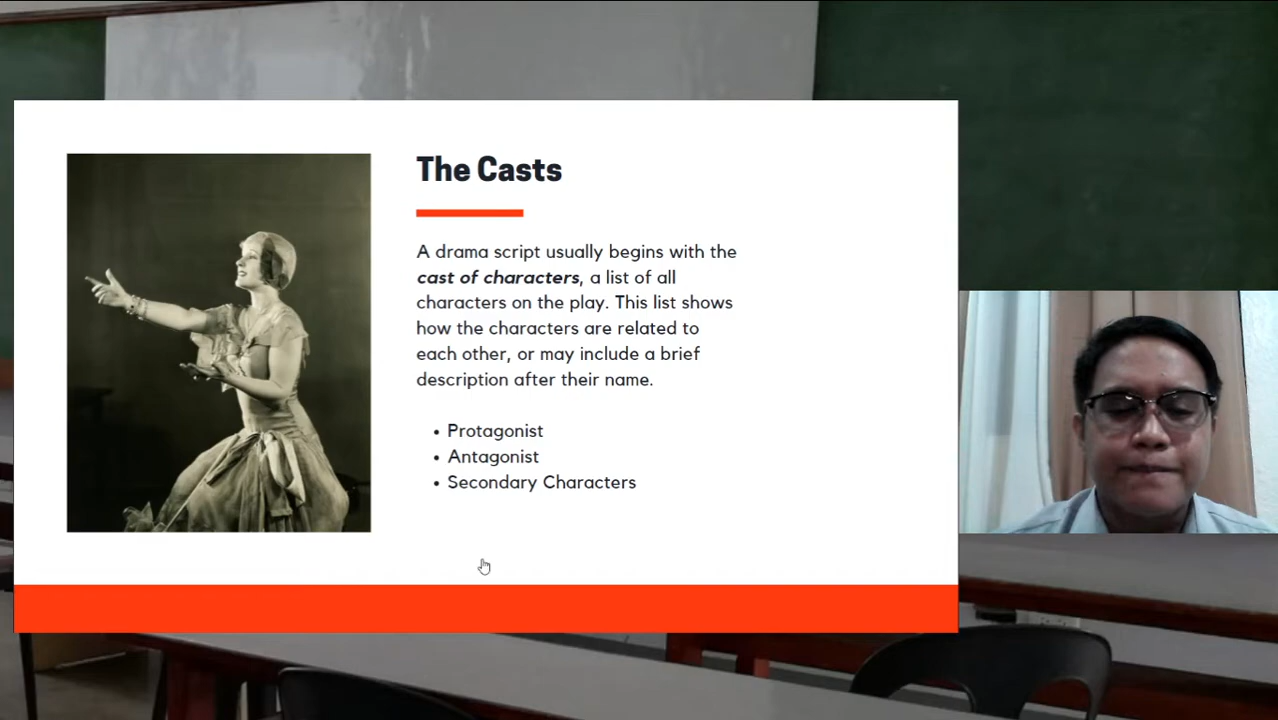 The Casts
A drama script usually begins with the
cast of characters, a list of all
characters on the play. This list shows
how the characters are related to
each other, or may include a brief
description after their name.
• Protagonist
• Antagonist
• Secondary Characters